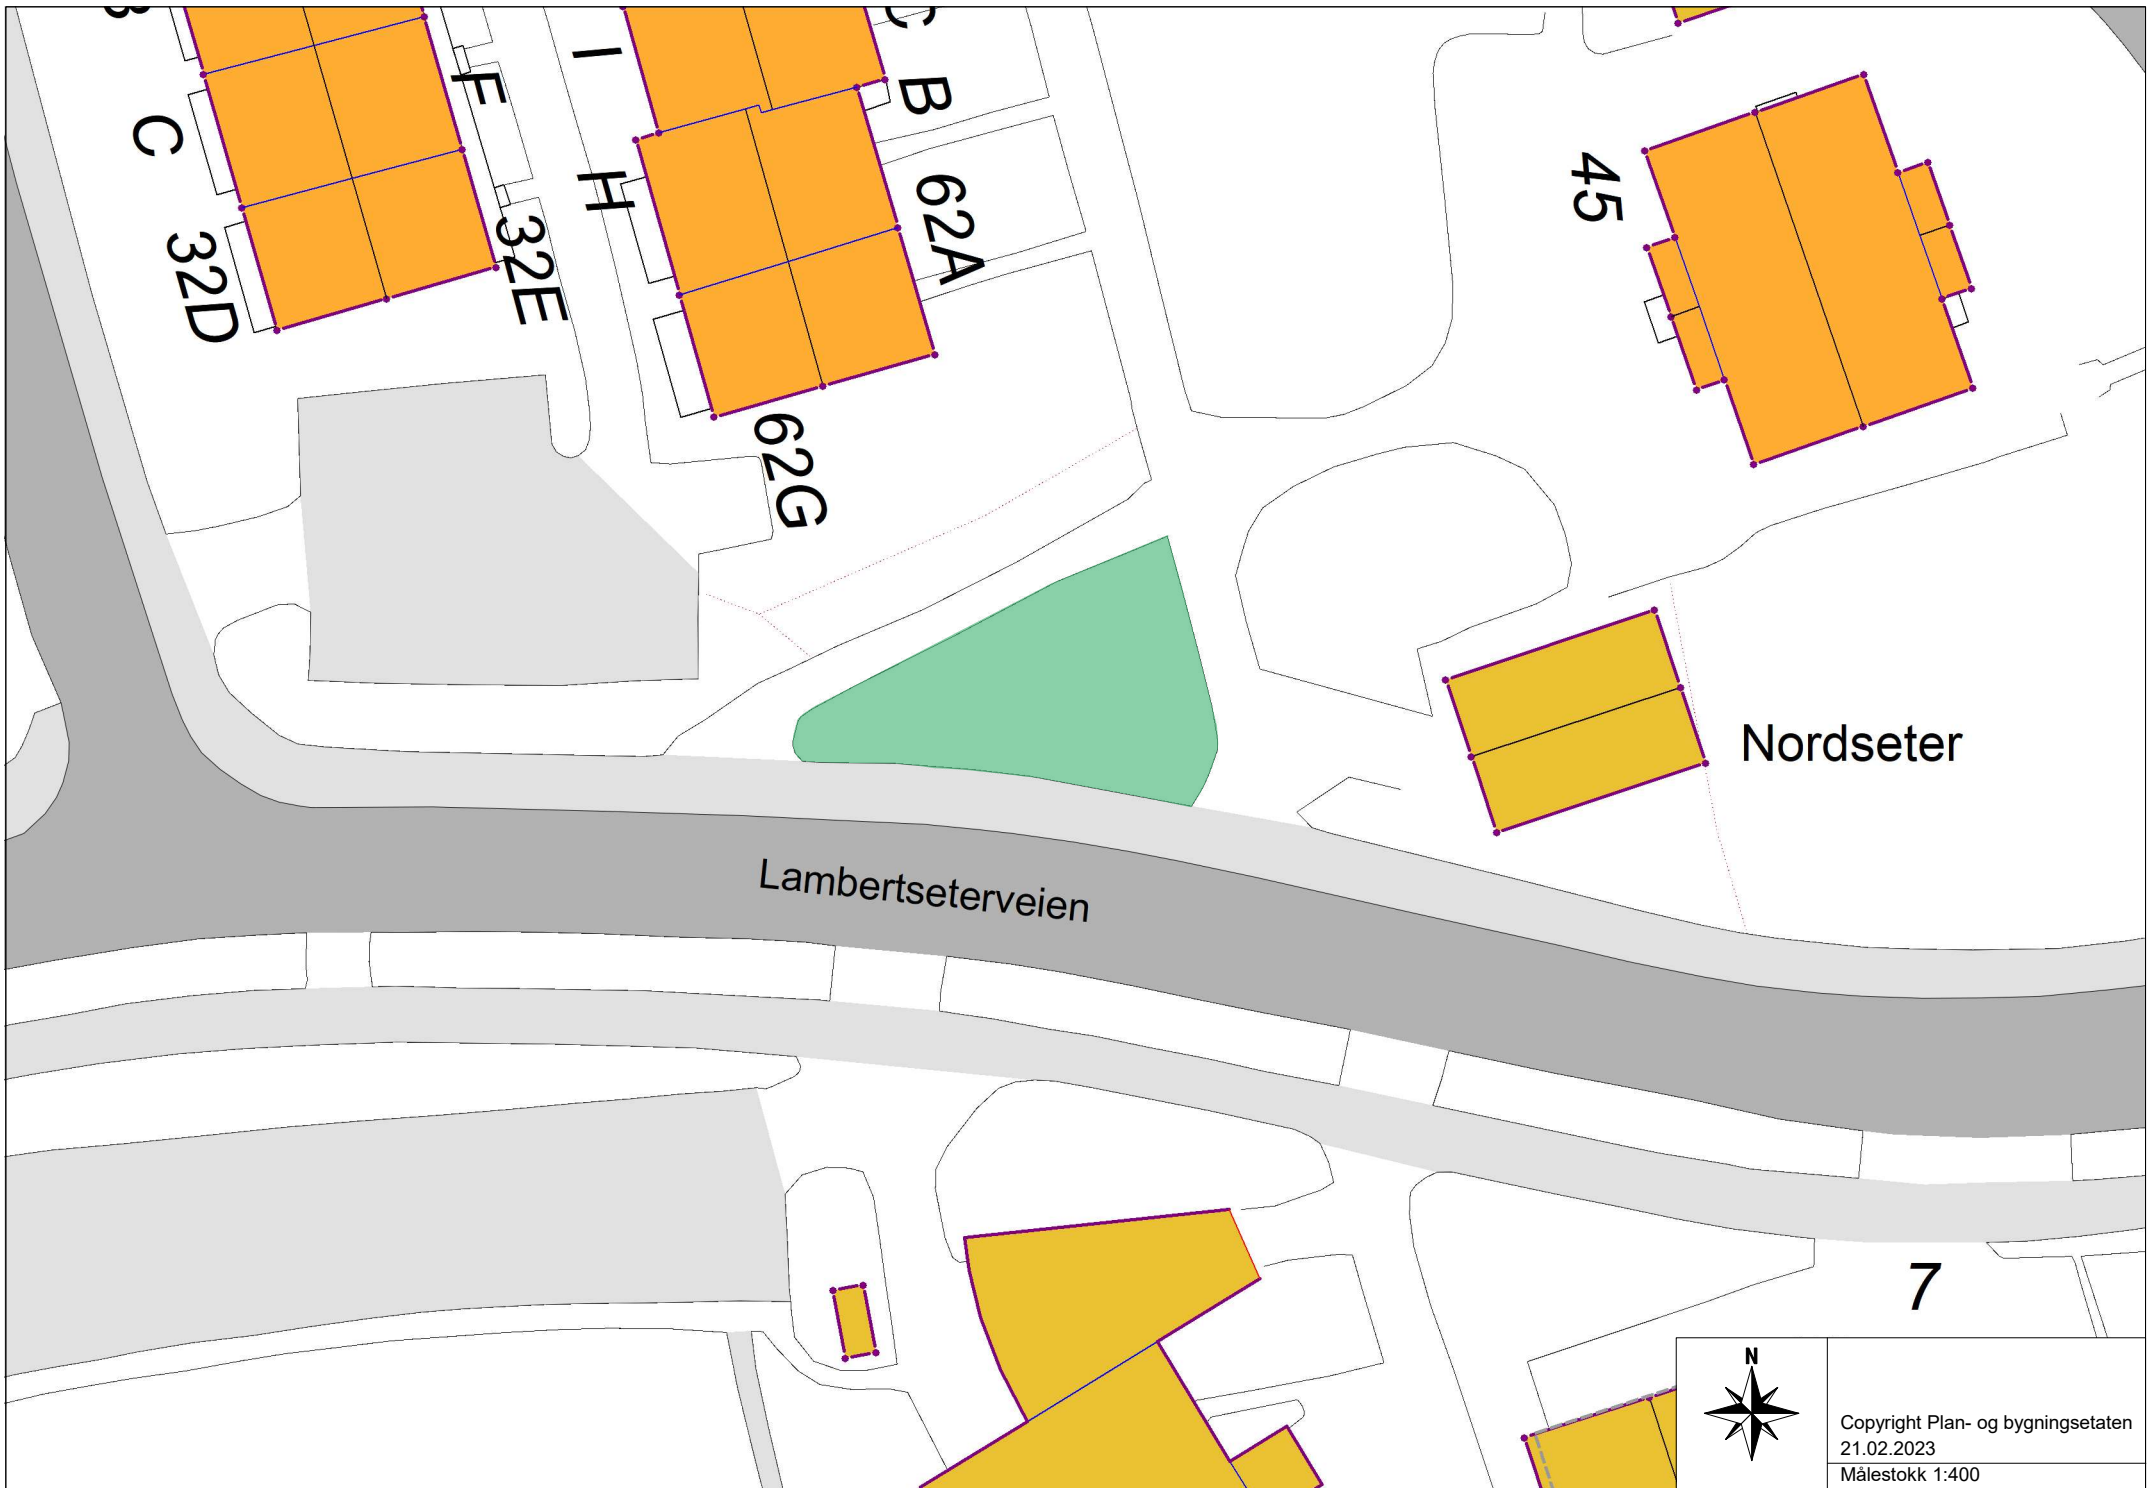 C
I
F
B
C
H
62A
45
32D
32E
62G
Nordseter
Lambertseterveien
7
N
Copyright Plan- og bygningsetaten
21.02.2023
Målestokk 1:400